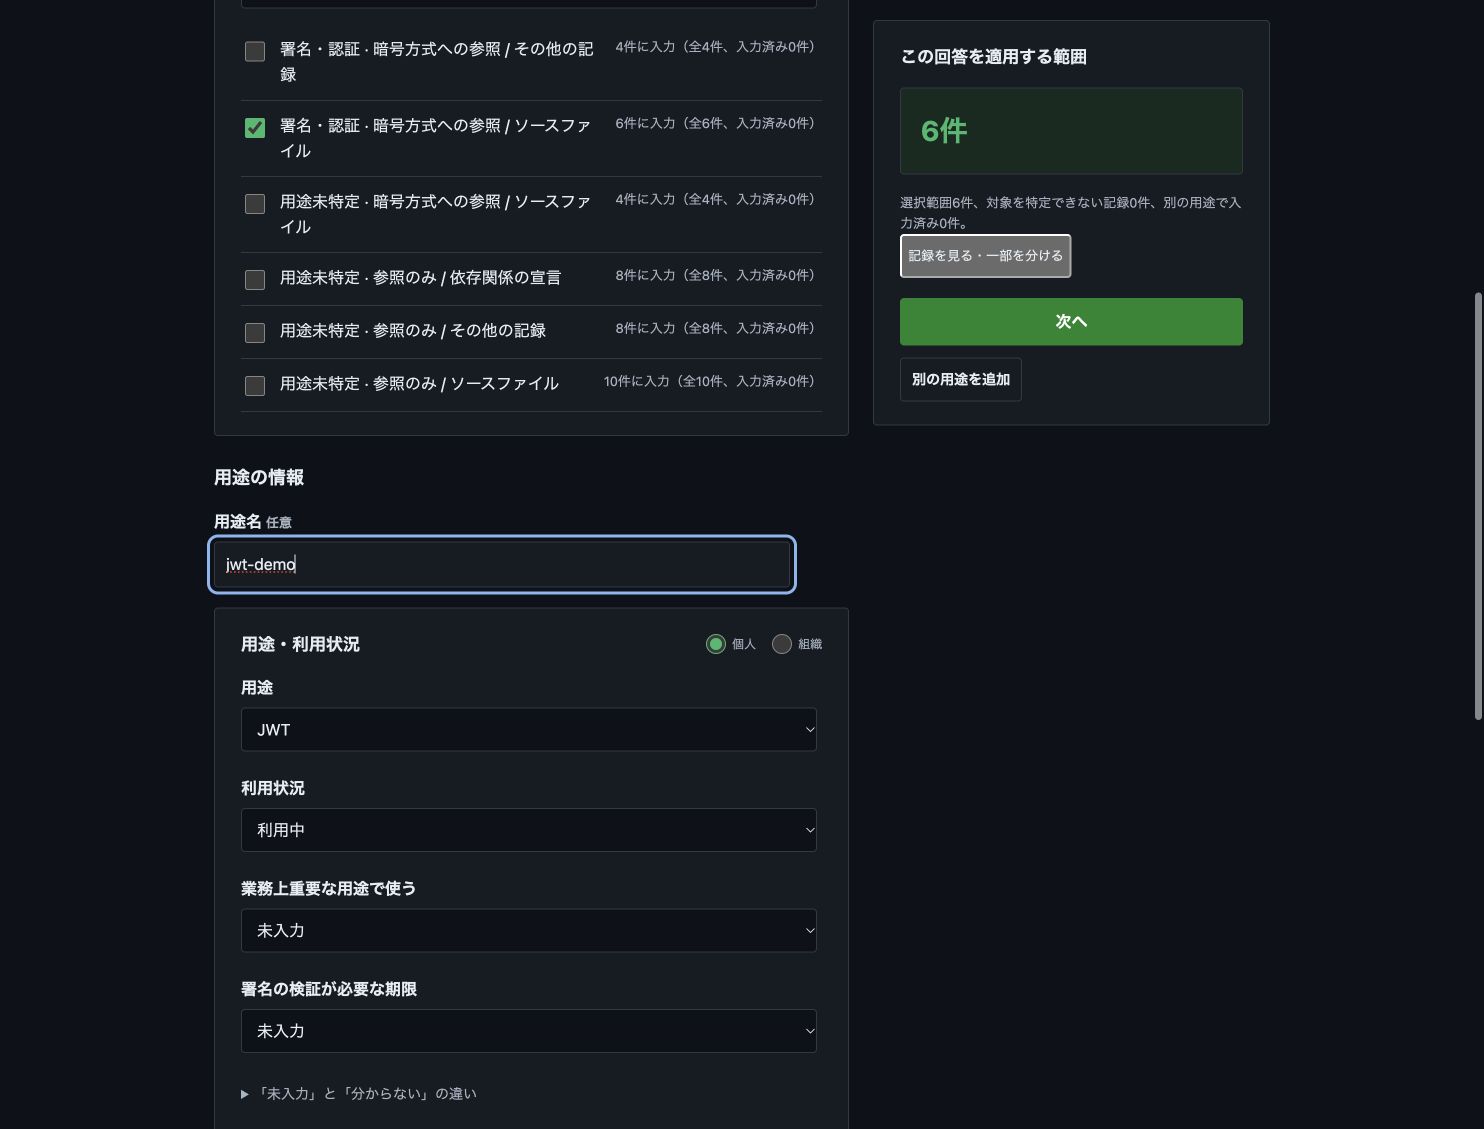 署名・認証 · 暗号方式への参照 / その他の記
録
4件に入力（全4件、入力済み0件）
署名・認証 · 暗号方式への参照 / ソースファ
イル
6件に入力（全6件、入力済み0件）
用途未特定 · 暗号方式への参照 / ソースファ
イル
4件に入力（全4件、入力済み0件）
用途未特定 · 参照のみ / 依存関係の宣言
8件に入力（全8件、入力済み0件）
用途未特定 · 参照のみ / その他の記録
8件に入力（全8件、入力済み0件）
用途未特定 · 参照のみ / ソースファイル
10件に入力（全10件、入力済み0件）
この回答を適用する範囲
6件
選択範囲6件、対象を特定できない記録0件、別の用途で入
力済み0件。
記録を見る・一部を分ける
次へ
別の用途を追加
用途の情報
用途名 任意
jwt-demo
用途・利用状況
個人
組織
用途
JWT
利用状況
利用中
業務上重要な用途で使う
未入力
署名の検証が必要な期限
未入力
▶ 「未入力」と「分からない」の違い